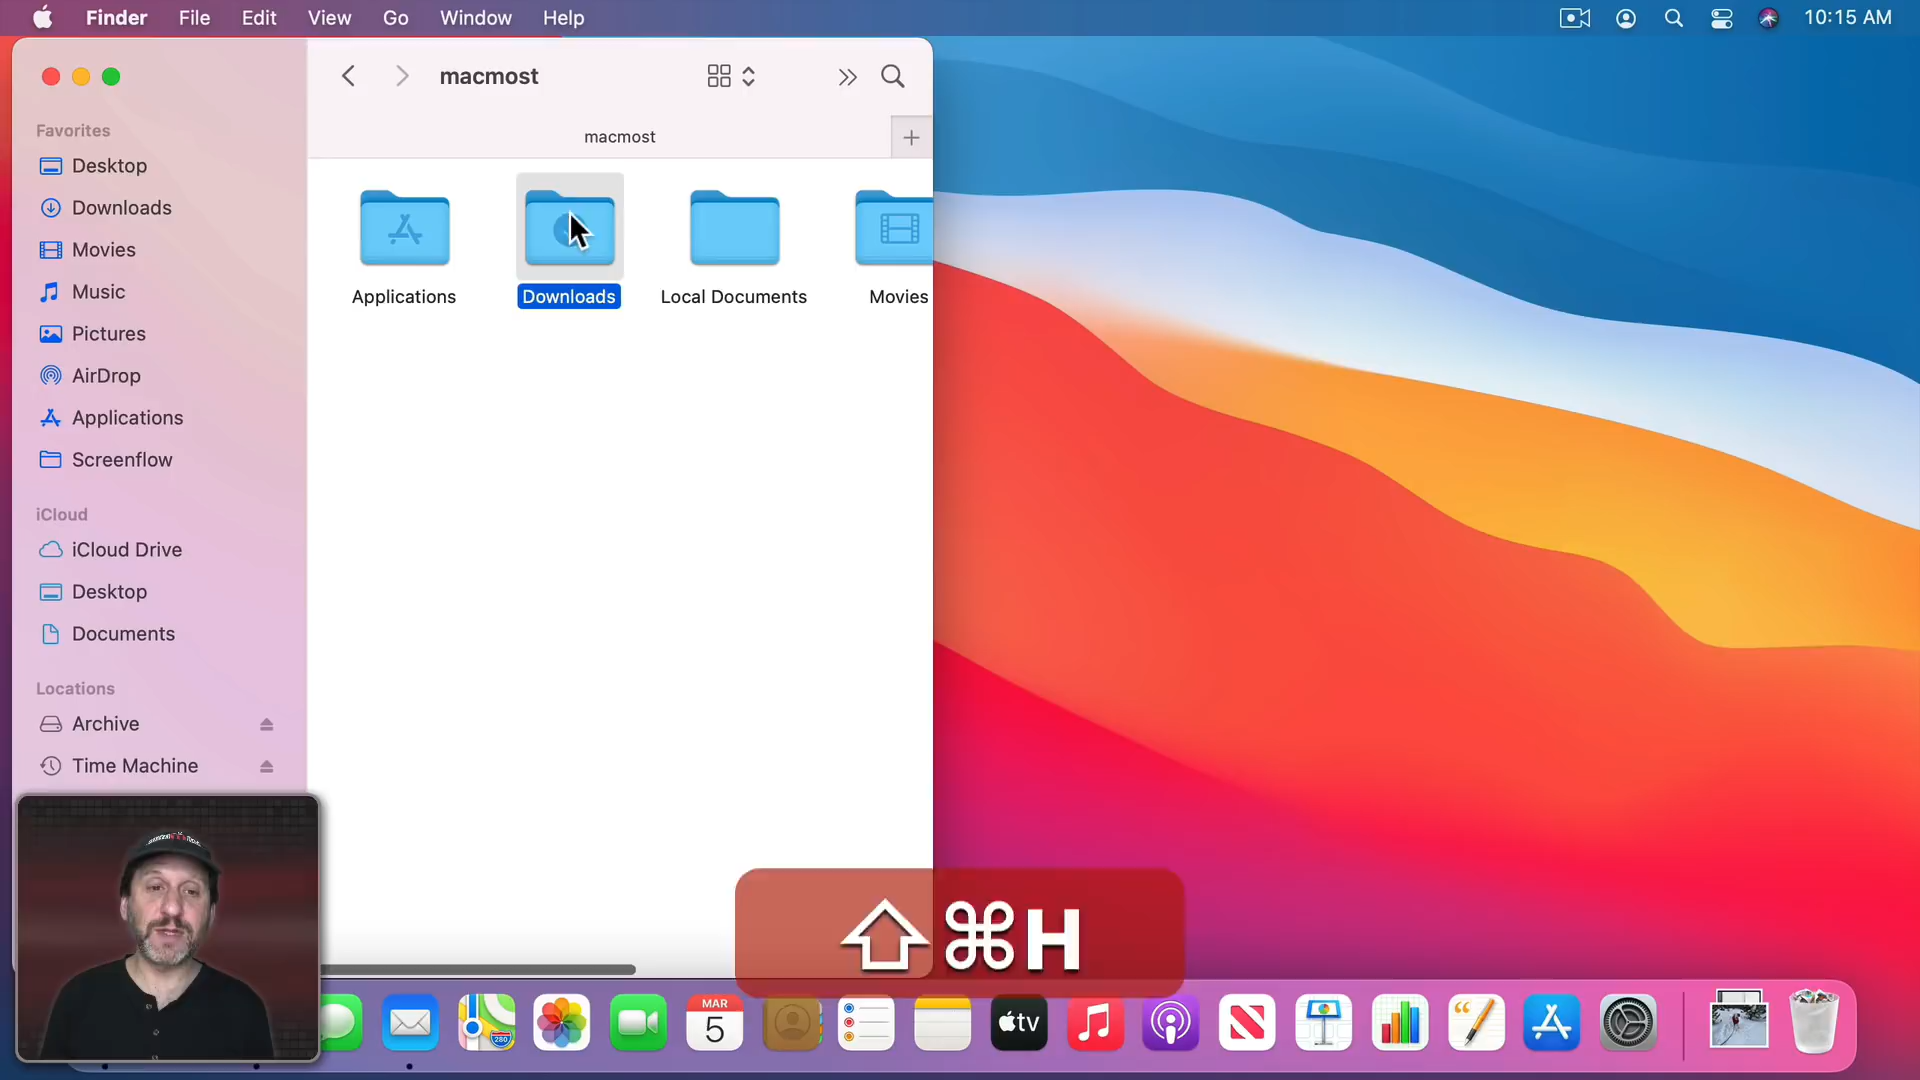 Finder File Edit View Go Window Help 10:15 AM
macmost
macmost
Favorites
Desktop
Downloads
Movies
Music
Pictures
AirDrop
Applications
Screenflow
iCloud
iCloud Drive
Desktop
Documents
Locations
Archive
Time Machine
Applications Downloads Local Documents Movies
⇧⌘H
MAR
5
280
tv